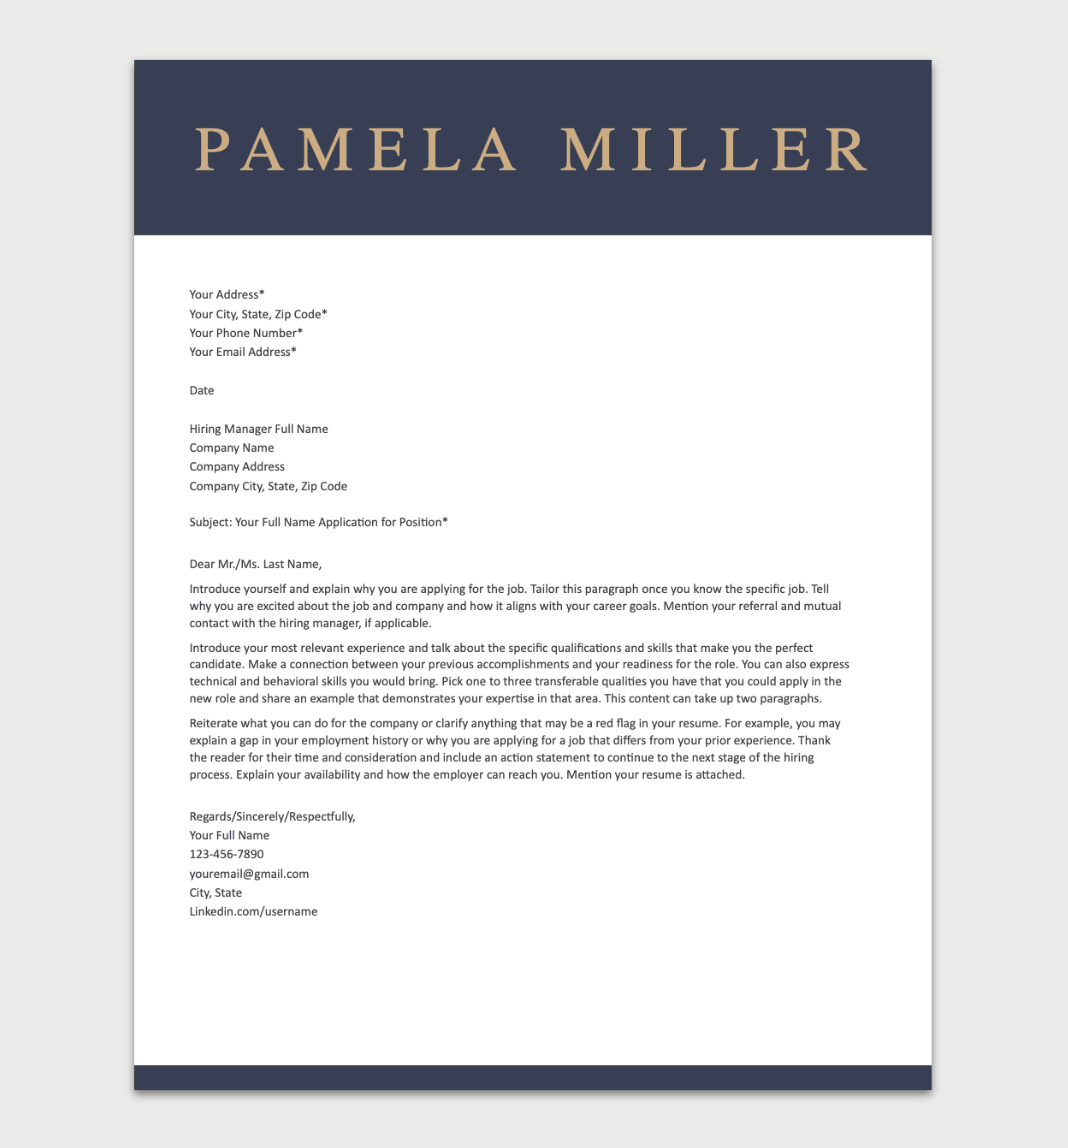 PAMELA MILLER
Your Address*
Your City, State, Zip Code*
Your Phone Number*
Your Email Address*
Date
Hiring Manager Full Name
Company Name
Company Address
Company City, State, Zip Code
Subject: Your Full Name Application for Position*
Dear Mr./Ms. Last Name,
Introduce yourself and explain why you are applying for the job. Tailor this paragraph once you know the specific job. Tell
why you are excited about the job and company and how it aligns with your career goals. Mention your referral and mutual
contact with the hiring manager, if applicable.
Introduce your most relevant experience and talk about the specific qualifications and skills that make you the perfect
candidate. Make a connection between your previous accomplishments and your readiness for the role. You can also express
technical and behavioral skills you would bring. Pick one to three transferable qualities you have that you could apply in the
new role and share an example that demonstrates your expertise in that area. This content can take up two paragraphs.
Reiterate what you can do for the company or clarify anything that may be a red flag in your resume. For example, you may
explain a gap in your employment history or why you are applying for a job that differs from your prior experience. Thank
the reader for their time and consideration and include an action statement to continue to the next stage of the hiring
process. Explain your availability and how the employer can reach you. Mention your resume is attached.
Regards/Sincerely/Respectfully,
Your Full Name
123-456-7890
youremail@gmail.com
City, State
Linkedin.com/username